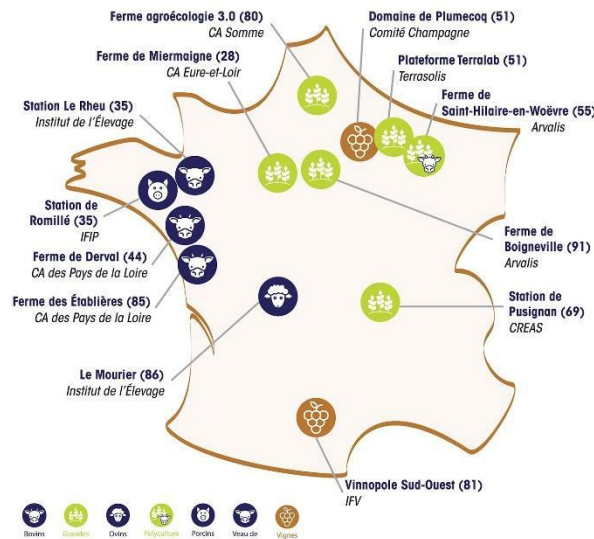 Ferme agroécologie 3.0 (80)
CA Somme
Domaine de Plumecoq (51)
Comité Champagne
Ferme de Miermaigne (28)
CA Eure-et-Loir
Plateforme Terralab (51)
Terrasolis
Ferme de
Saint-Hilaire-en-Woëvre (55)
Arvalis
Station Le Rheu (35)
Institut de l'Élevage
Station de
Romillé (35)
IFIP
Ferme de Derval (44)
CA des Pays de la Loire
Ferme des Établières (85)
CA des Pays de la Loire
Ferme de
Boigneville (91)
Arvalis
Station de
Pusignan (69)
CREAS
Le Mourier (86)
Institut de l'Élevage
Vinnopole Sud-Ouest (81)
IFV
Bovins
Grandes
Ovins
Polyculture
Porcins
Veau de
Vignes